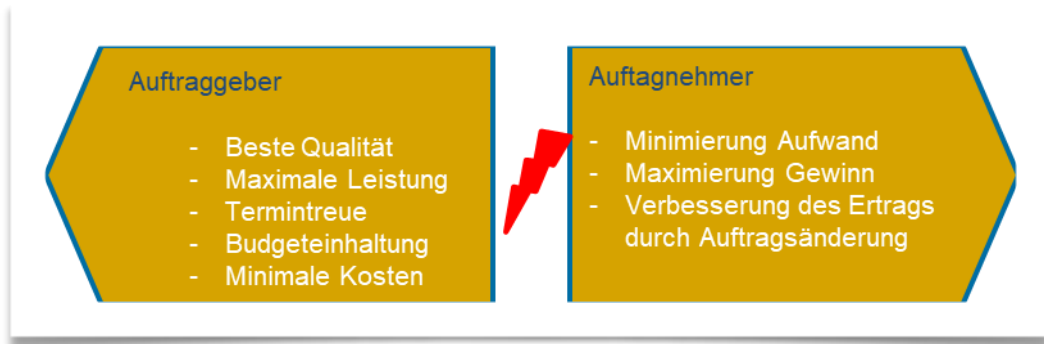 Auftraggeber
- Beste Qualität
- Maximale Leistung
- Termintreue
- Budgeteinhaltung
- Minimale Kosten
Auftagnehmer
- Minimierung Aufwand
- Maximierung Gewinn
- Verbesserung des Ertrags
durch Auftragsänderung